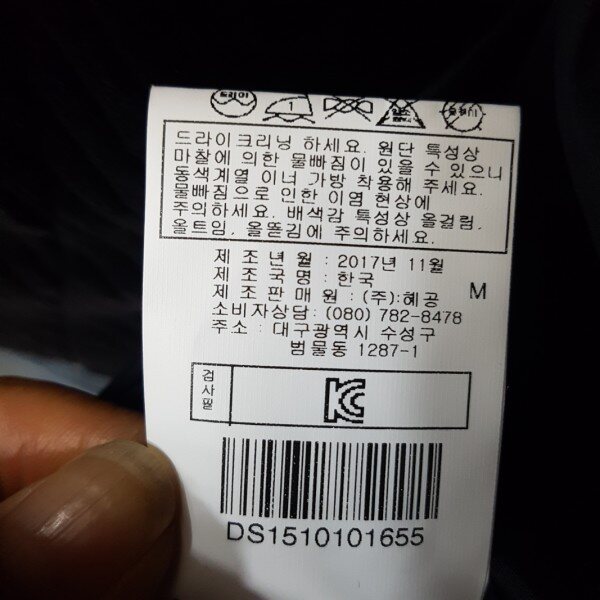 드라이
1
드라이크리닝 하세요. 원단 특성상
마찰에 의한 물빠짐이 있을 수 있으니
동색계열 이너 가방 착용해 주세요.
물빠짐으로 인한 이염 현상에
주의하세요. 배색감 특성상 올걸림,
올트임, 올뜯김에 주의하세요.
제 조 년 월 : 2017년 11월
제 조 국 명 : 한국
M
제 조 판 매 원 : (주):혜공
소비자상담: (080) 782-8478
주소 : 대구광역시 수성구
범물동 1287-1
검사필
KC
DS1510101655